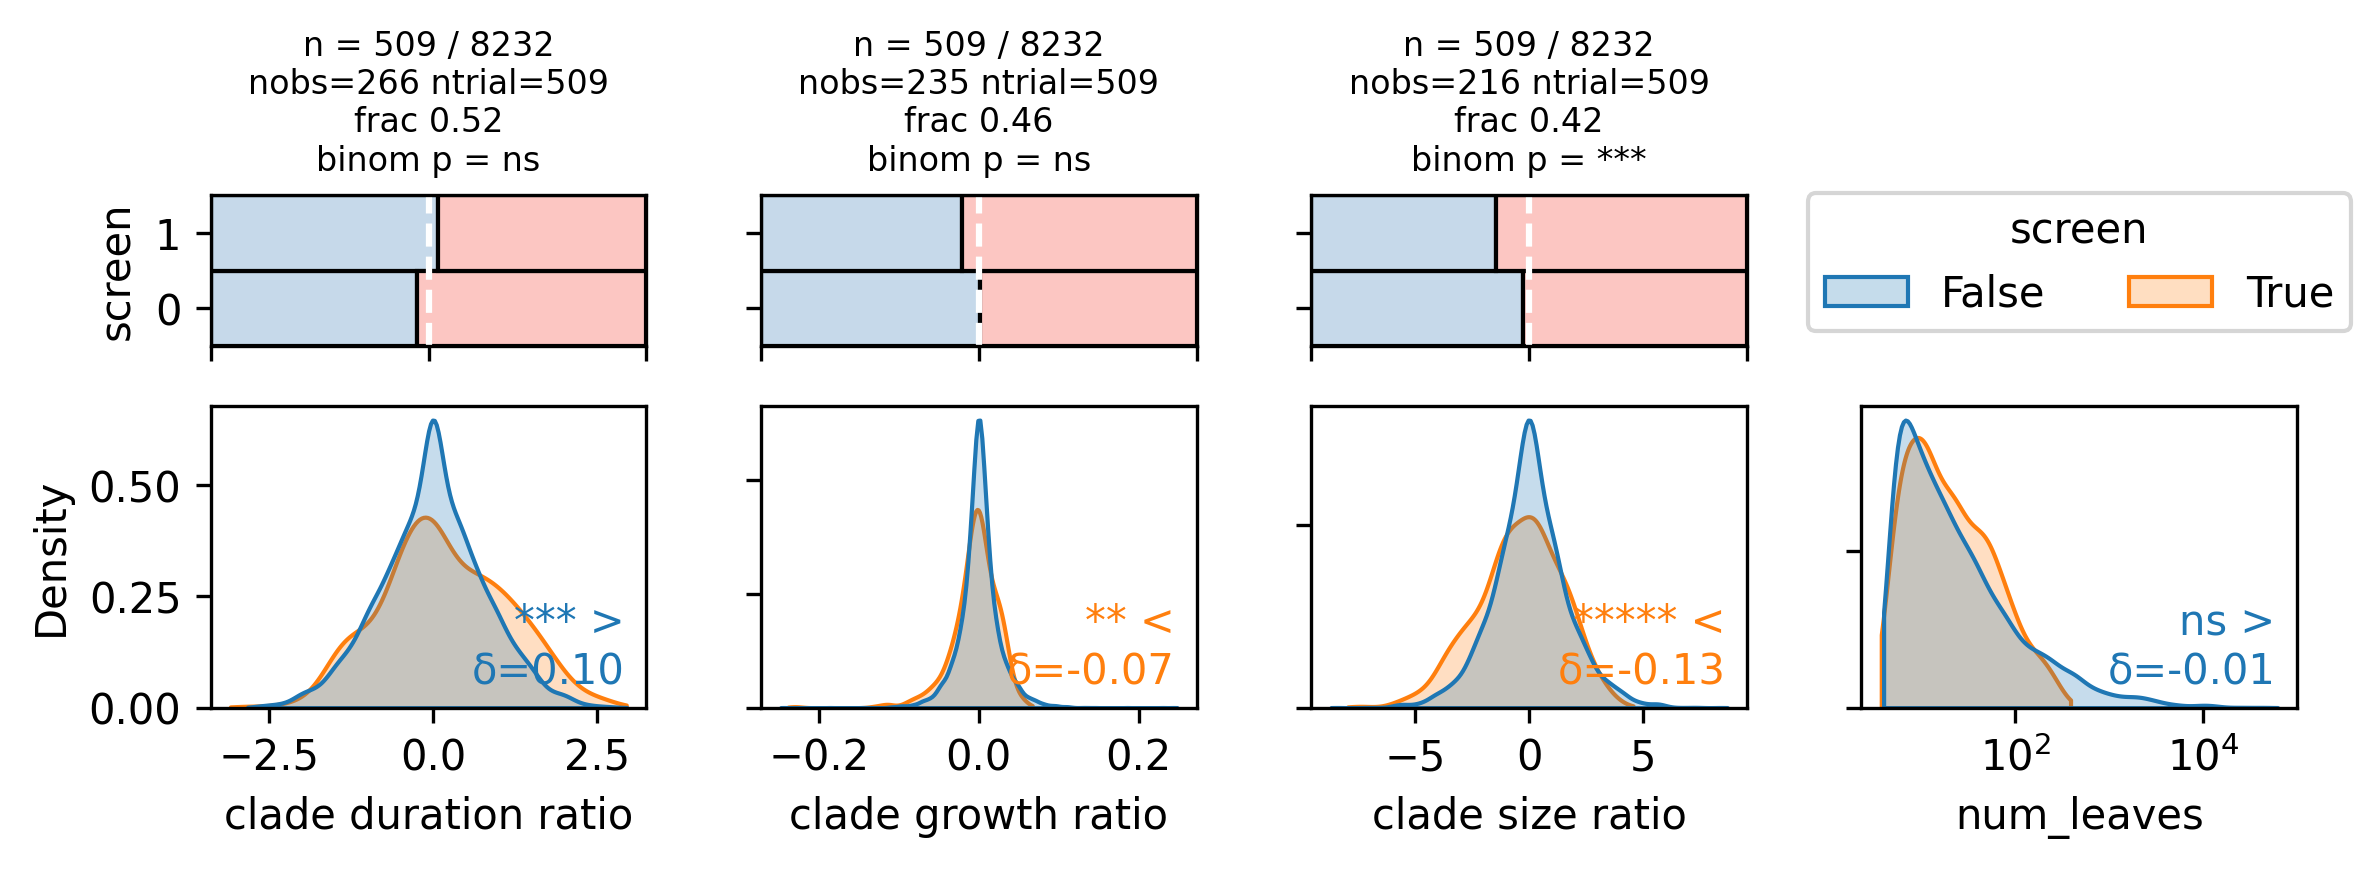 n = 509 / 8232
nobs=266 ntrial=509
frac 0.52
binom p = ns
n = 509 / 8232
nobs=235 ntrial=509
frac 0.46
binom p = ns
n = 509 / 8232
nobs=216 ntrial=509
frac 0.42
binom p = ***
screen
1
0
screen
False
True
Density
0.50
0.25
0.00
*** >
δ=0.10
−2.5
0.0
2.5
clade duration ratio
** <
δ=-0.07
−0.2
0.0
0.2
clade growth ratio
***** <
δ=-0.13
−5
0
5
clade size ratio
ns >
δ=-0.01
10²
10⁴
num_leaves